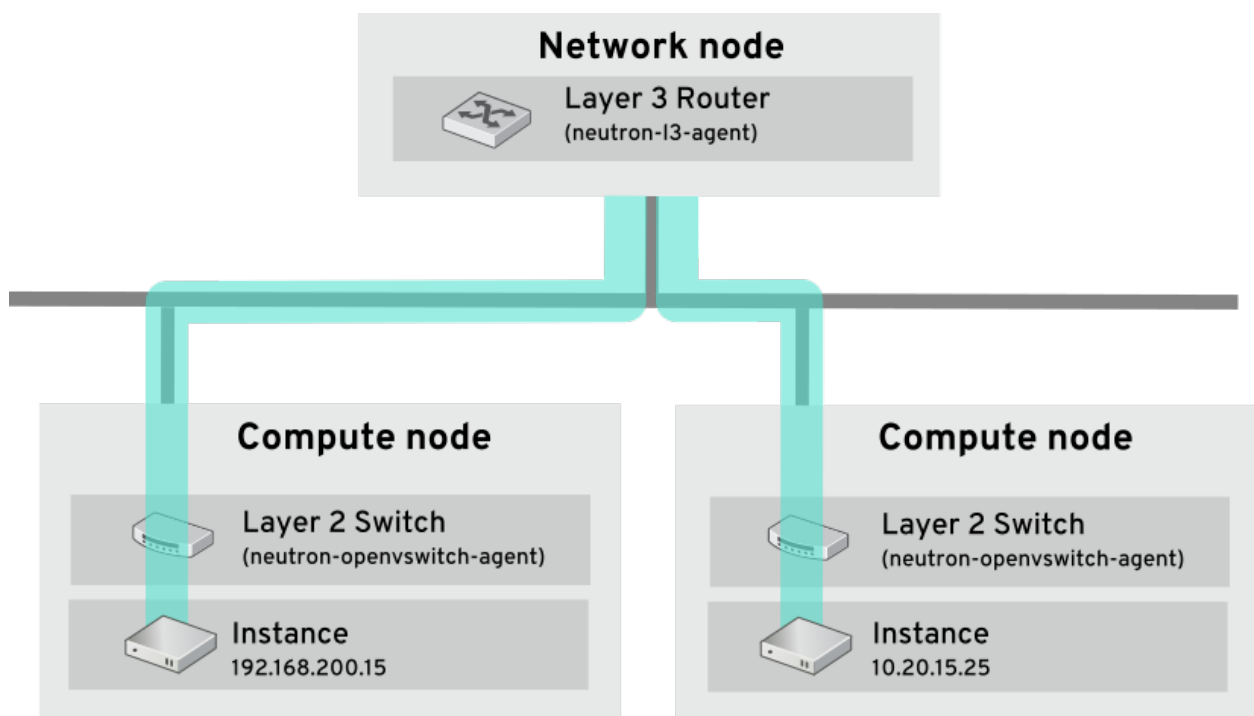 Network node
Layer 3 Router
(neutron-l3-agent)
Compute node
Layer 2 Switch
(neutron-openvswitch-agent)
Instance
192.168.200.15
Compute node
Layer 2 Switch
(neutron-openvswitch-agent)
Instance
10.20.15.25